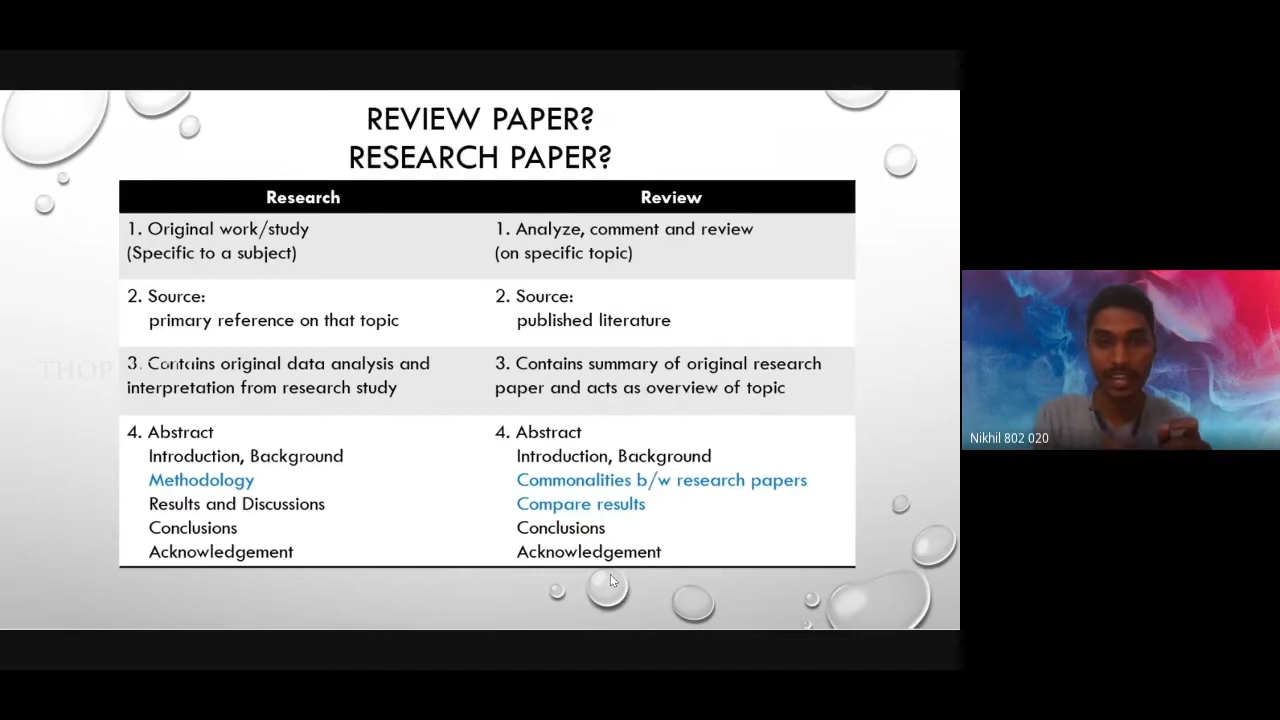 REVIEW PAPER?
RESEARCH PAPER?
Research
Review
1. Original work/study
(Specific to a subject)
1. Analyze, comment and review
(on specific topic)
2. Source:
primary reference on that topic
2. Source:
published literature
3. Contains original data analysis and
interpretation from research study
3. Contains summary of original research
paper and acts as overview of topic
4. Abstract
Introduction, Background
Methodology
Results and Discussions
Conclusions
Acknowledgement
4. Abstract
Introduction, Background
Commonalities b/w research papers
Compare results
Conclusions
Acknowledgement
Nikhil 802 020